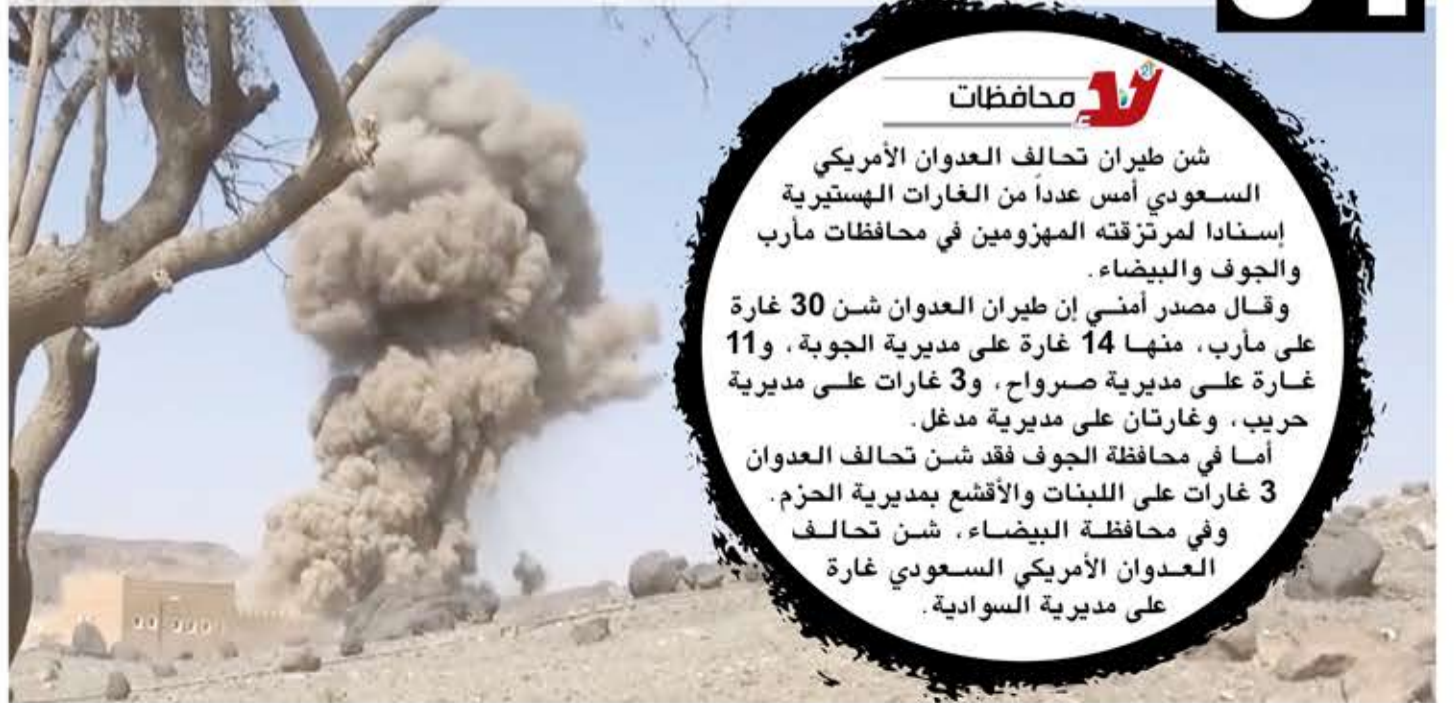 لا
21
محافظات
شن طيران تحالف العدوان الأمريكي
السعودي أمس عدداً من الغارات الهستيرية
إسنادا لمرتزقته المهزومين في محافظات مأرب
والجوف والبيضاء.
وقال مصدر أمني إن طيران العدوان شن 30 غارة
على مأرب، منها 14 غارة على مديرية الجوبة، و11
غارة على مديرية صرواح، و3 غارات على مديرية
حريب، وغارتان على مديرية مدغل.
أما في محافظة الجوف فقد شن تحالف العدوان
3 غارات على اللبنات والأقشع بمديرية الحزم.
وفي محافظة البيضاء، شن تحالف
العدوان الأمريكي السعودي غارة
على مديرية السوادية.